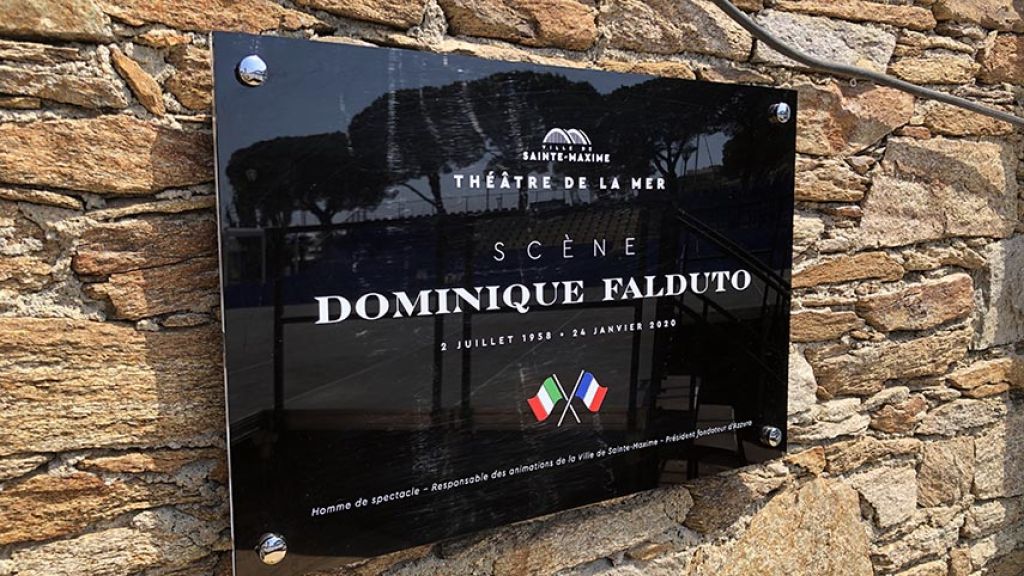 VILLE DE
SAINTE-MAXIME
THÉÂTRE DE LA MER
SCÈNE
DOMINIQUE FALDUTO
2 JUILLET 1958 • 24 JANVIER 2020
Homme de spectacle - Responsable des animations de la Ville de Sainte-Maxime - Président fondateur d'Azuro